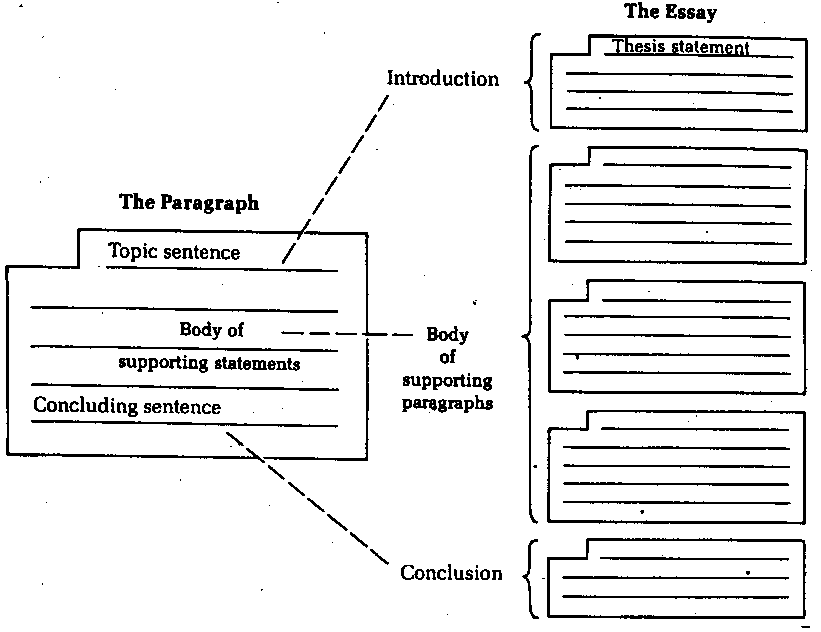 The Essay
Thesis statement
Introduction
The Paragraph
Topic sentence
Body of
supporting statements
Concluding sentence
Body
of
supporting
paragraphs
Conclusion